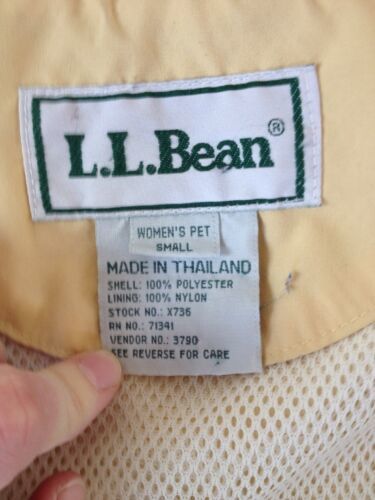 L.L.Bean®
WOMEN'S PET
SMALL
MADE IN THAILAND
SHELL: 100% POLYESTER
LINING: 100% NYLON
STOCK NO.: X736
RN NO.: 71341
VENDOR NO.: 3790
SEE REVERSE FOR CARE